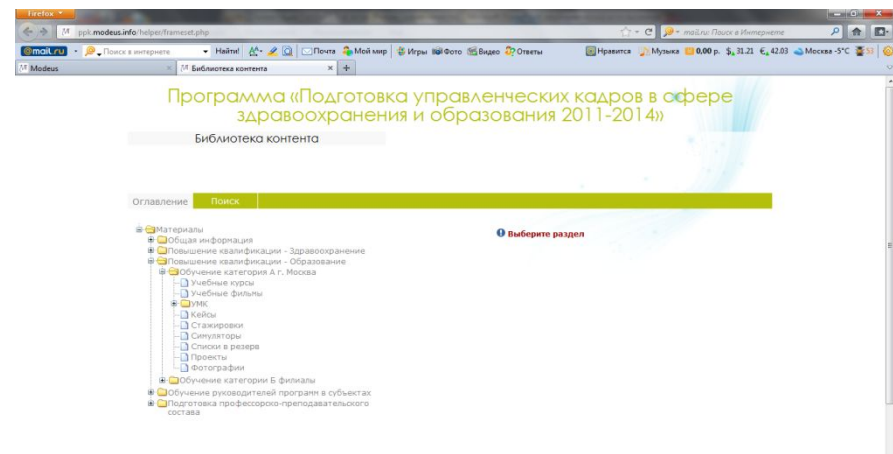 Firefox
ppk.modeus.info/helper/frameset.php
mail.ru: Поиск в Интернете
@mail.ru Поиск в интернете Найти! Почта Мой мир Игры Фото Видео Ответы Нравится Музыка 0,00 р. $ 31.21 € 42.03 Москва -5°C 53
Modeus
Библиотека контента
Программа «Подготовка управленческих кадров в сфере
здравоохранения и образования 2011-2014»
Библиотека контента
Оглавление Поиск
Материалы
Выберите раздел
Общая информация
Повышение квалификации - Здравоохранение
Повышение квалификации - Образование
Обучение категория А г. Москва
Учебные курсы
Учебные фильмы
УМК
Кейсы
Стажировки
Симуляторы
Списки в резерв
Проекты
Фотографии
Обучение категории Б филиалы
Обучение руководителей программ в субъектах
Подготовка профессорско-преподавательского
состава